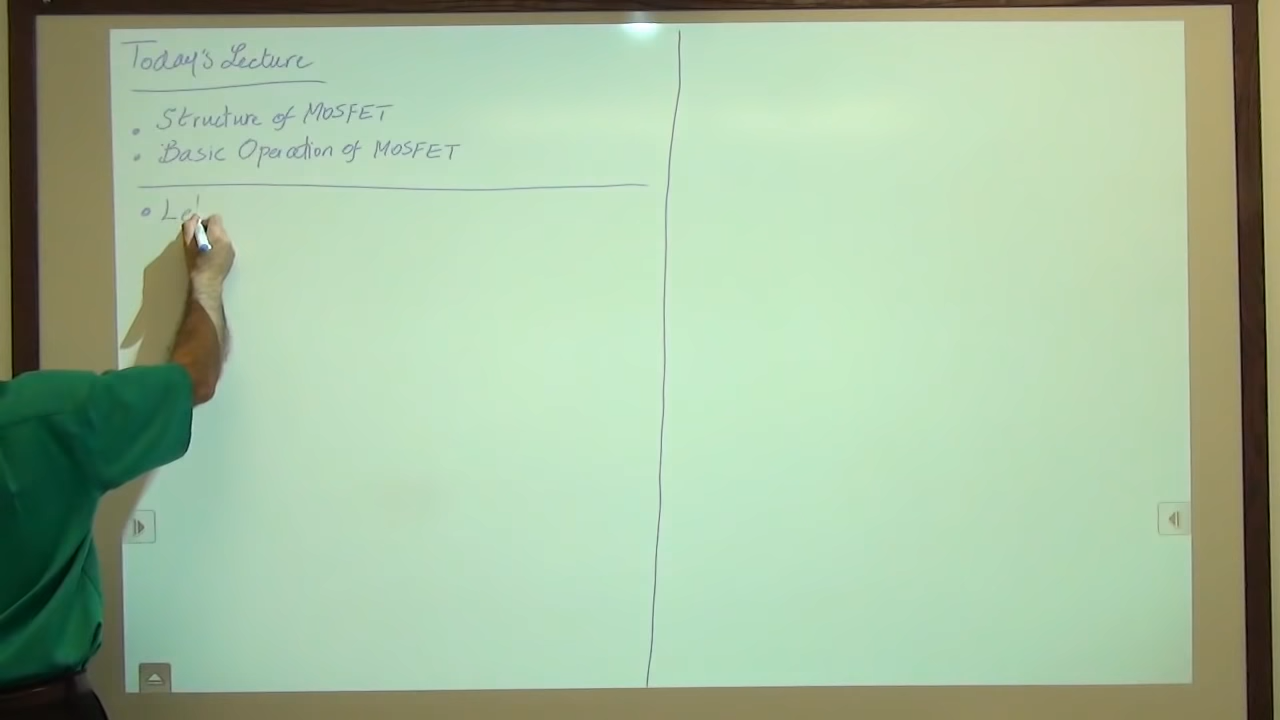 Today's Lecture
• Structure of MOSFET
• Basic Operation of MOSFET